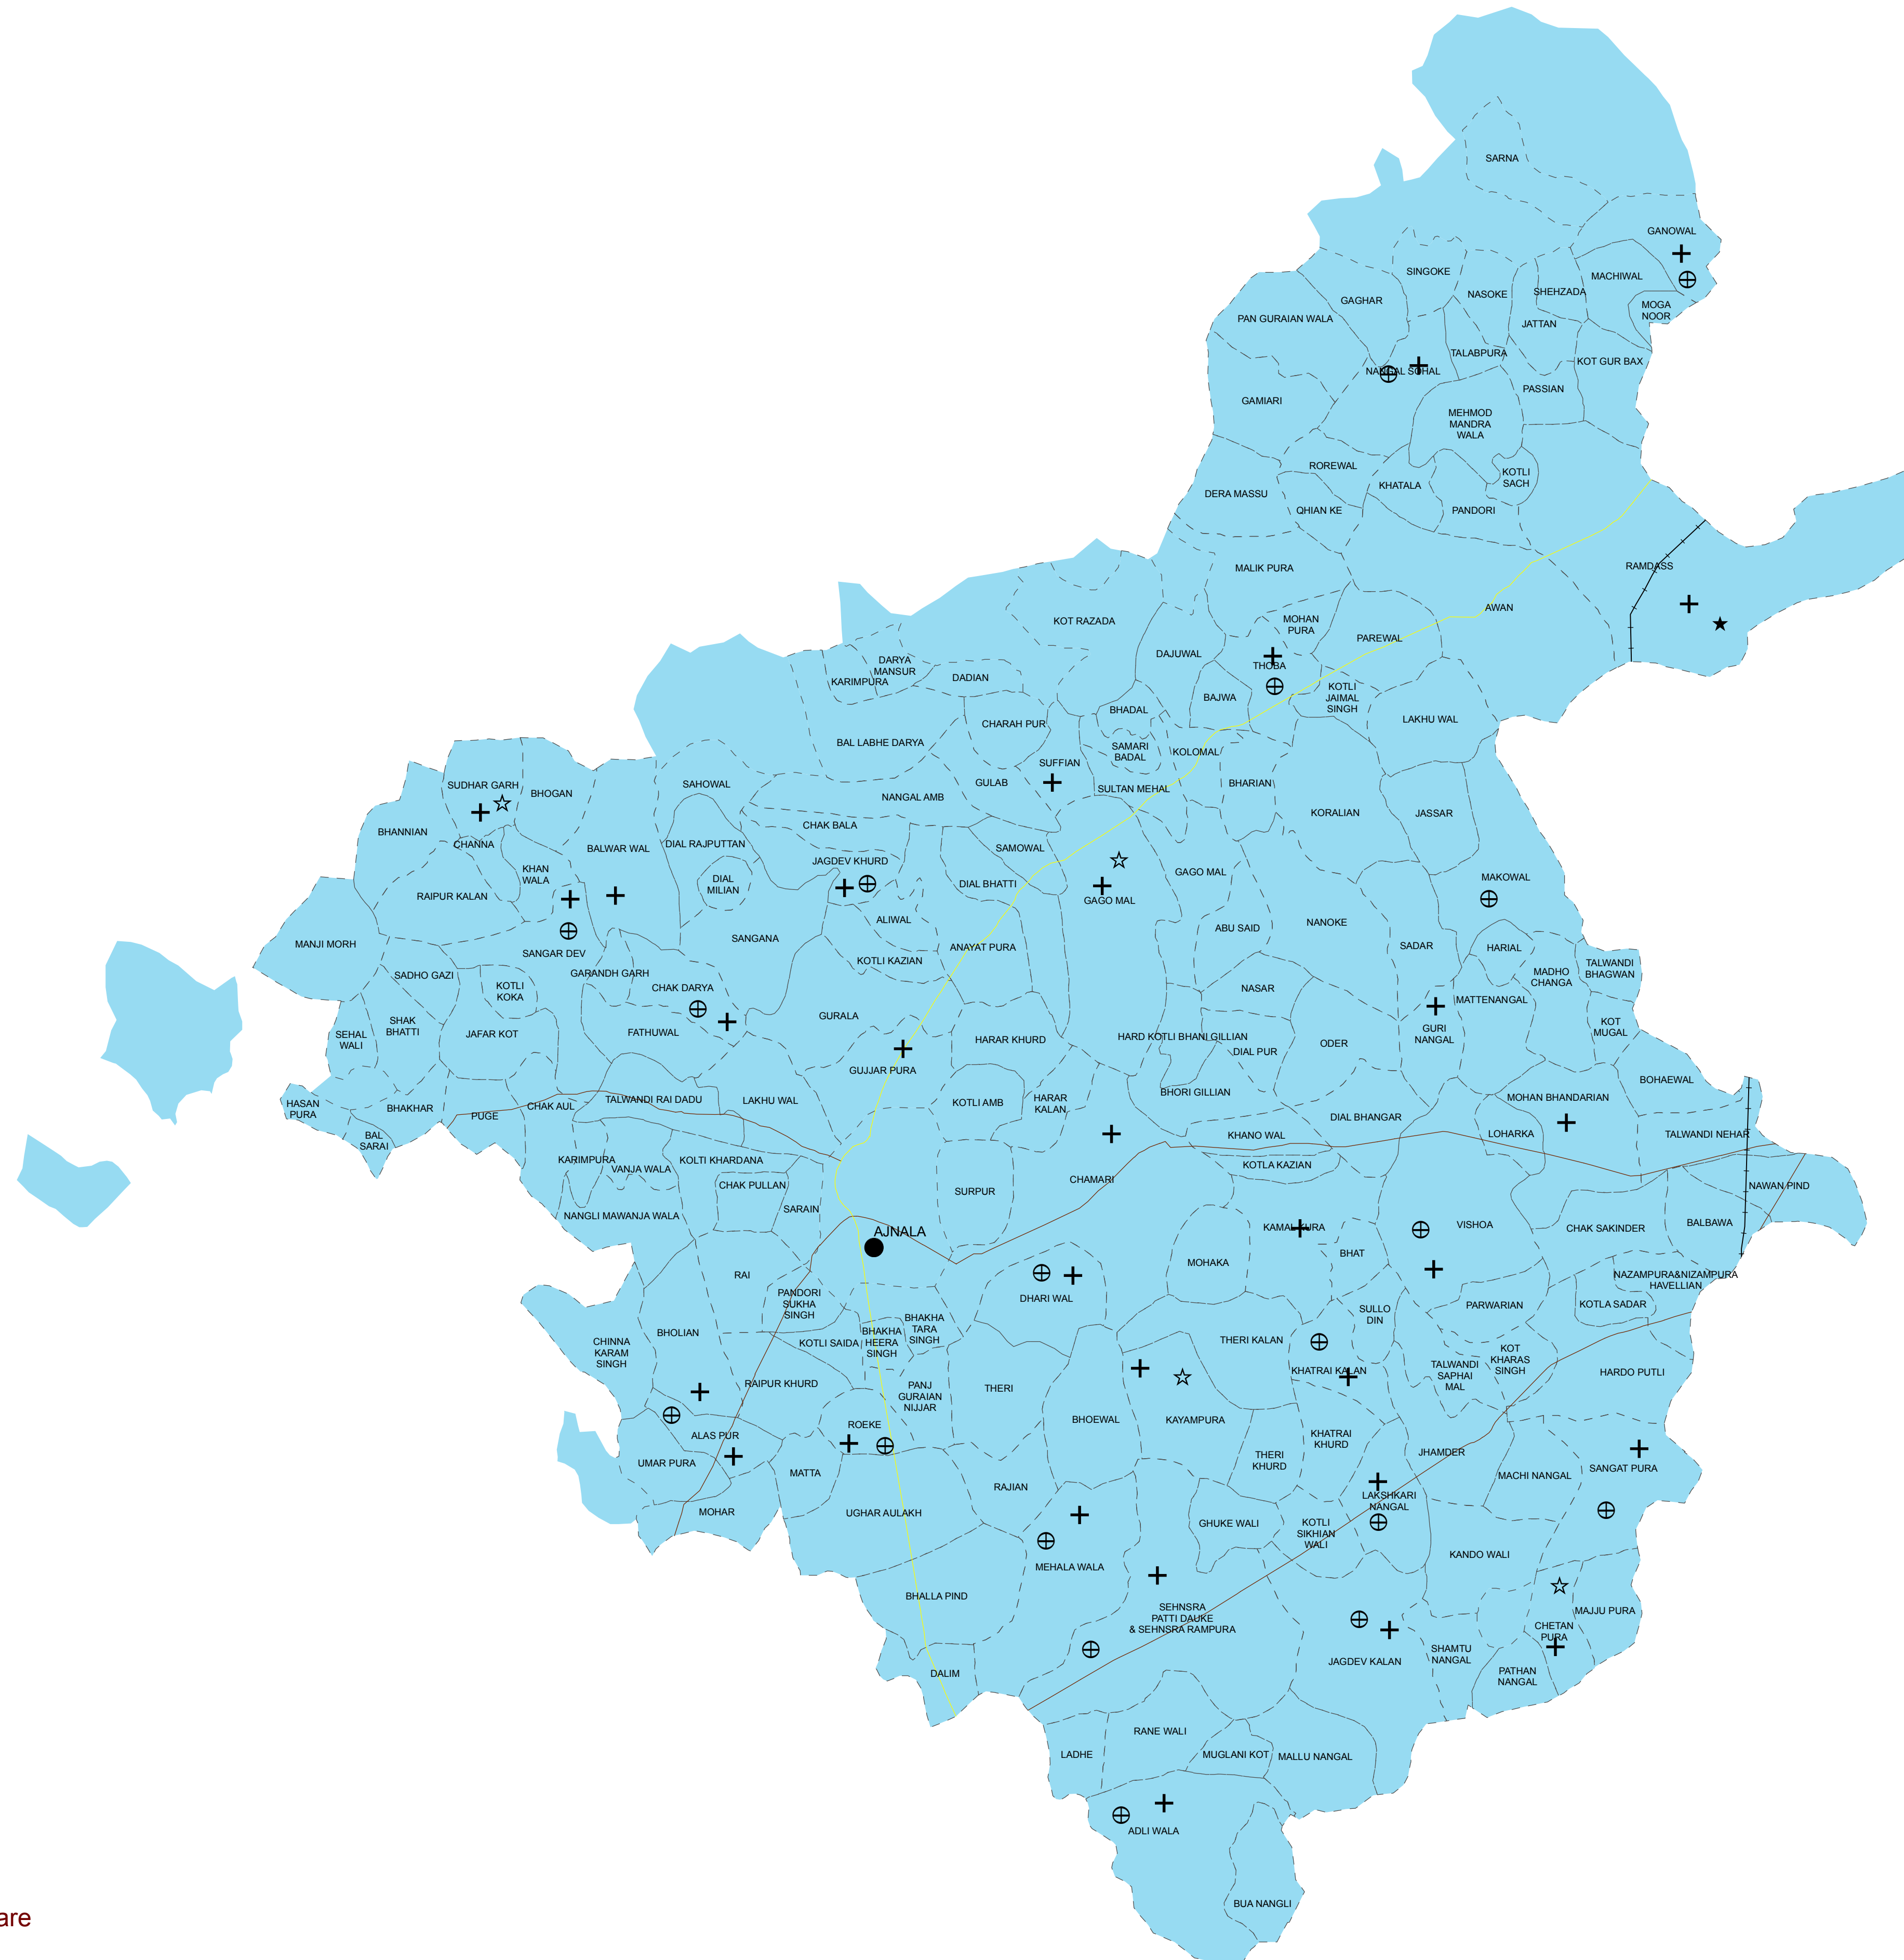 SARNA
GANOWAL
SINGOKE
MACHIWAL
NASOKE
SHEHZADA
GAGHAR
MOGA
NOOR
PAN GURAIAN WALA
JATTAN
TALABPURA
KOT GUR BAX
NANGAL SOHAL
PASSIAN
GAMIARI
MEHMOD
MANDRA
WALA
ROREWAL
KOTLI
SACH
KHATALA
DERA MASSU
QHIAN KE
PANDORI
RAMDASS
MALIK PURA
AWAN
KOT RAZADA
MOHAN
PURA
PAREWAL
DAJUWAL
DARYA
MANSUR
THOBA
KARIMPURA
DADIAN
BAJWA
KOTLI
JAIMAL
SINGH
BHADAL
CHARAH PUR
LAKHU WAL
BAL LABHE DARYA
SAMARI
BADAL
KOLOMAL
SUFFIAN
SUDHAR GARH
SAHOWAL
GULAB
SULTAN MEHAL
BHARIAN
BHOGAN
NANGAL AMB
KORALIAN
JASSAR
CHAK BALA
BHANNIAN
CHANNA
BALWAR WAL
DIAL RAJPUTTAN
SAMOWAL
JAGDEV KHURD
KHAN
WALA
DIAL
MILIAN
DIAL BHATTI
GAGO MAL
MAKOWAL
RAIPUR KALAN
GAGO MAL
ALIWAL
ABU SAID
NANOKE
MANJI MORH
SANGANA
ANAYAT PURA
SADAR
HARIAL
SANGAR DEV
KOTLI KAZIAN
TALWANDI
BHAGWAN
SADHO GAZI
GARANDH GARH
MADHO
CHANGA
KOTLI
KOKA
CHAK DARYA
NASAR
MATTENANGAL
SHAK
BHATTI
GURALA
KOT
MUGAL
SEHAL
WALI
JAFAR KOT
FATHUWAL
HARAR KHURD
HARD KOTLI BHANI GILLIAN
GURI
NANGAL
ODER
DIAL PUR
GUJJAR PURA
BOHAEWAL
BHORI GILLIAN
HASAN
PURA
BHAKHAR
CHAK AUL
TALWANDI RAI DADU
LAKHU WAL
KOTLI AMB
HARAR
KALAN
MOHAN BHANDARIAN
PUGE
DIAL BHANGAR
BAL
SARAI
KHANO WAL
LOHARKA
TALWANDI NEHAR
KARIMPURA
VANJA WALA
KOLTI KHARDANA
KOTLA KAZIAN
CHAMARI
CHAK PULLAN
SURPUR
NAWAN PIND
SARAIN
NANGLI MAWANJA WALA
AJNALA
KAMAL PURA
VISHOA
CHAK SAKINDER
BALBAWA
BHAT
MOHAKA
RAI
NAZAMPURA&NIZAMPURA
HAVELLIAN
PANDORI
SUKHA
SINGH
DHARI WAL
PARWARIAN
KOTLA SADAR
SULLO
DIN
BHOLIAN
KOTLI SAIDA
BHAKHA
HEERA
SINGH
BHAKHA
TARA
SINGH
THERI KALAN
CHINNA
KARAM
SINGH
KOT
KHARAS
SINGH
KHATRAI KALAN
TALWANDI
SAPHAI
MAL
HARDO PUTLI
RAIPUR KHURD
PANJ
GURAIAN
NIJJAR
THERI
BHOEWAL
KAYAMPURA
ROEKE
ALAS PUR
KHATRAI
KHURD
JHAMDER
UMAR PURA
MATTA
THERI
KHURD
MACHI NANGAL
SANGAT PURA
RAJIAN
LAKSHKARI
NANGAL
MOHAR
UGHAR AULAKH
GHUKE WALI
KOTLI
SIKHIAN
WALI
KANDO WALI
MEHALA WALA
BHALLA PIND
SEHNSRA
PATTI DAUKE
& SEHNSRA RAMPURA
MAJJU PURA
CHETAN
PURA
SHAMTU
NANGAL
JAGDEV KALAN
DALIM
PATHAN
NANGAL
RANE WALI
LADHE
MUGLANI KOT
MALLU NANGAL
ADLI WALA
BUA NANGLI
are